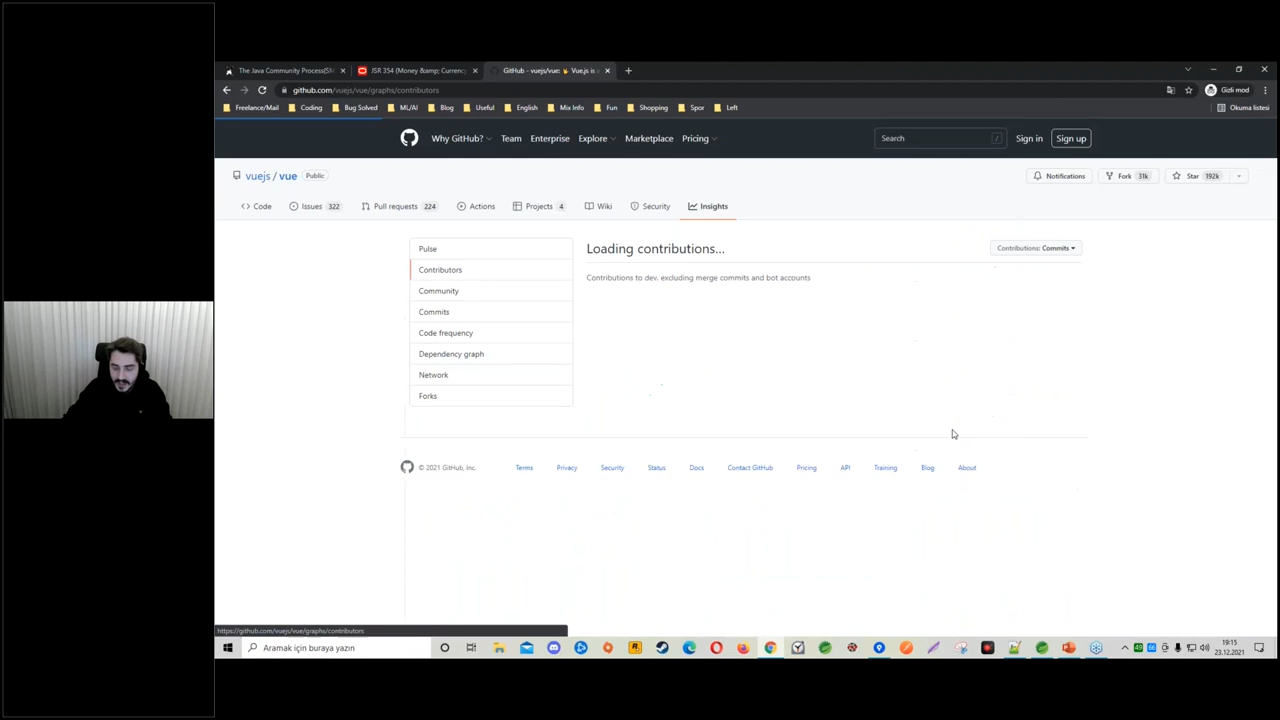 The Java Community Process(SM
JSR 354 (Money &amp; Currenc
GitHub - vuejs/vue: 🖖 Vue.js is a
github.com/vuejs/vue/graphs/contributors
Gizli mod
Freelance/Mail
Coding
Bug Solved
ML/AI
Blog
Useful
English
Mix Info
Fun
Shopping
Spor
Left
Okuma listesi
Why GitHub?
Team
Enterprise
Explore
Marketplace
Pricing
Search
/
Sign in
Sign up
vuejs / vue
Public
Notifications
Fork 31k
Star 192k
Code
Issues 322
Pull requests 224
Actions
Projects 4
Wiki
Security
Insights
Pulse
Contributors
Community
Commits
Code frequency
Dependency graph
Network
Forks
Loading contributions…
Contributions: Commits
Contributions to dev, excluding merge commits and bot accounts
© 2021 GitHub, Inc.
Terms
Privacy
Security
Status
Docs
Contact GitHub
Pricing
API
Training
Blog
About
https://github.com/vuejs/vue/graphs/contributors
Aramak için buraya yazın
49
66
19:15
23.12.2021